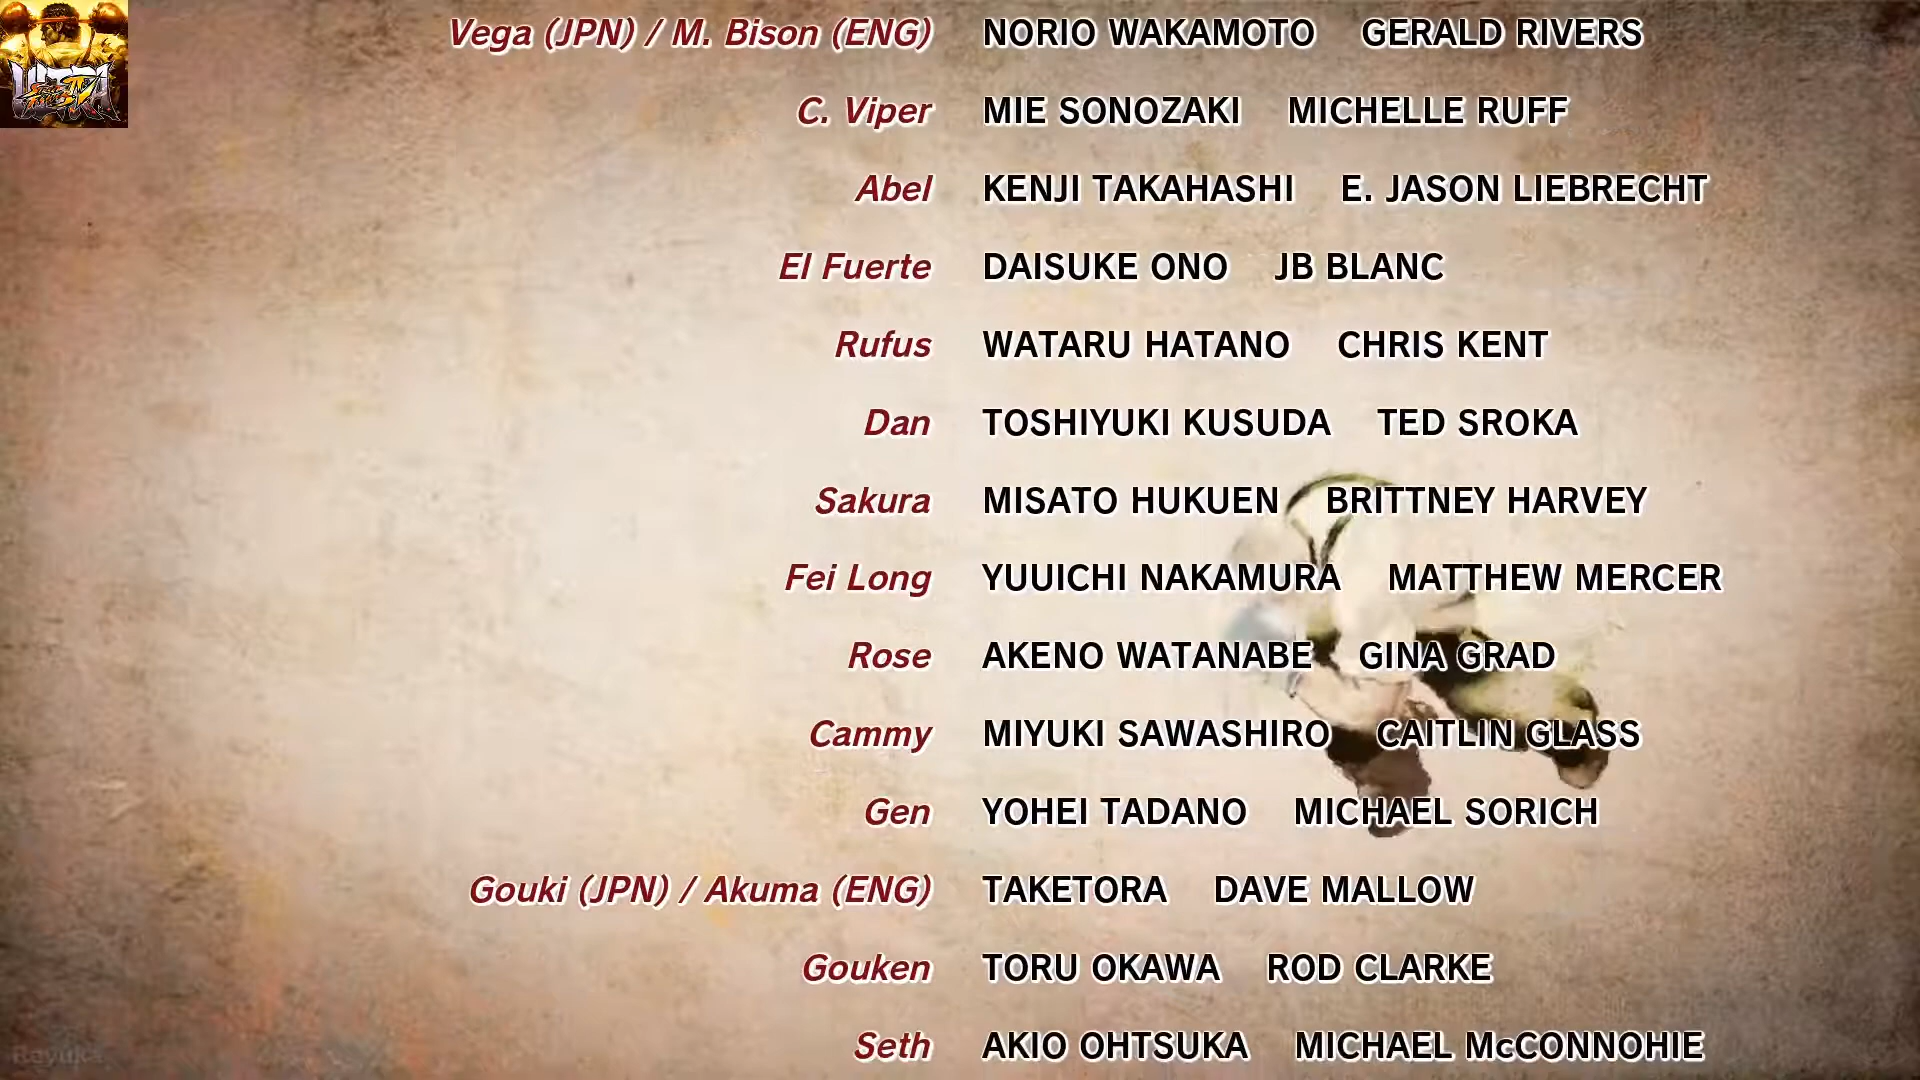 Vega (JPN) / M. Bison (ENG) NORIO WAKAMOTO GERALD RIVERS
C. Viper MIE SONOZAKI MICHELLE RUFF
Abel KENJI TAKAHASHI E. JASON LIEBRECHT
El Fuerte DAISUKE ONO JB BLANC
Rufus WATARU HATANO CHRIS KENT
Dan TOSHIYUKI KUSUDA TED SROKA
Sakura MISATO HUKUEN BRITTNEY HARVEY
Fei Long YUUICHI NAKAMURA MATTHEW MERCER
Rose AKENO WATANABE GINA GRAD
Cammy MIYUKI SAWASHIRO CAITLIN GLASS
Gen YOHEI TADANO MICHAEL SORICH
Gouki (JPN) / Akuma (ENG) TAKETORA DAVE MALLOW
Gouken TORU OKAWA ROD CLARKE
Seth AKIO OHTSUKA MICHAEL McCONNOHIE
ULTRA